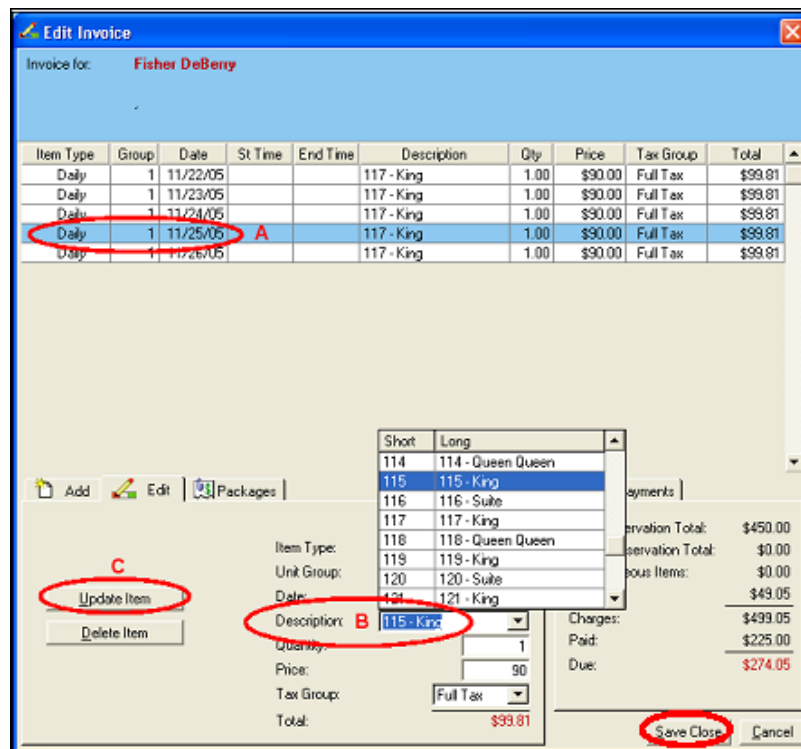 Edit Invoice
Invoice for: Fisher DeBerry
Item Type Group Date St Time End Time Description Qty Price Tax Group Total
Daily 1 11/22/05 117 - King 1.00 $90.00 Full Tax $99.81
Daily 1 11/23/05 117 - King 1.00 $90.00 Full Tax $99.81
Daily 1 11/24/05 117 - King 1.00 $90.00 Full Tax $99.81
Daily 1 11/25/05 A 117 - King 1.00 $90.00 Full Tax $99.81
Daily 1 11/26/05 117 - King 1.00 $90.00 Full Tax $99.81
Short Long
114 114 - Queen Queen
115 115 - King
116 116 - Suite
117 117 - King
118 118 - Queen Queen
119 119 - King
120 120 - Suite
121 121 - King
Add Edit Packages
C
Update Item
Delete Item
Item Type:
Unit Group:
Date:
Description: B 115 - King
Quantity: 1
Price: 90
Tax Group: Full Tax
Total: $99.81
ayments
ervation Total: $450.00
servation Total: $0.00
eous Items: $0.00
$49.05
Charges: $499.05
Paid: $225.00
Due: $274.05
Save Close Cancel